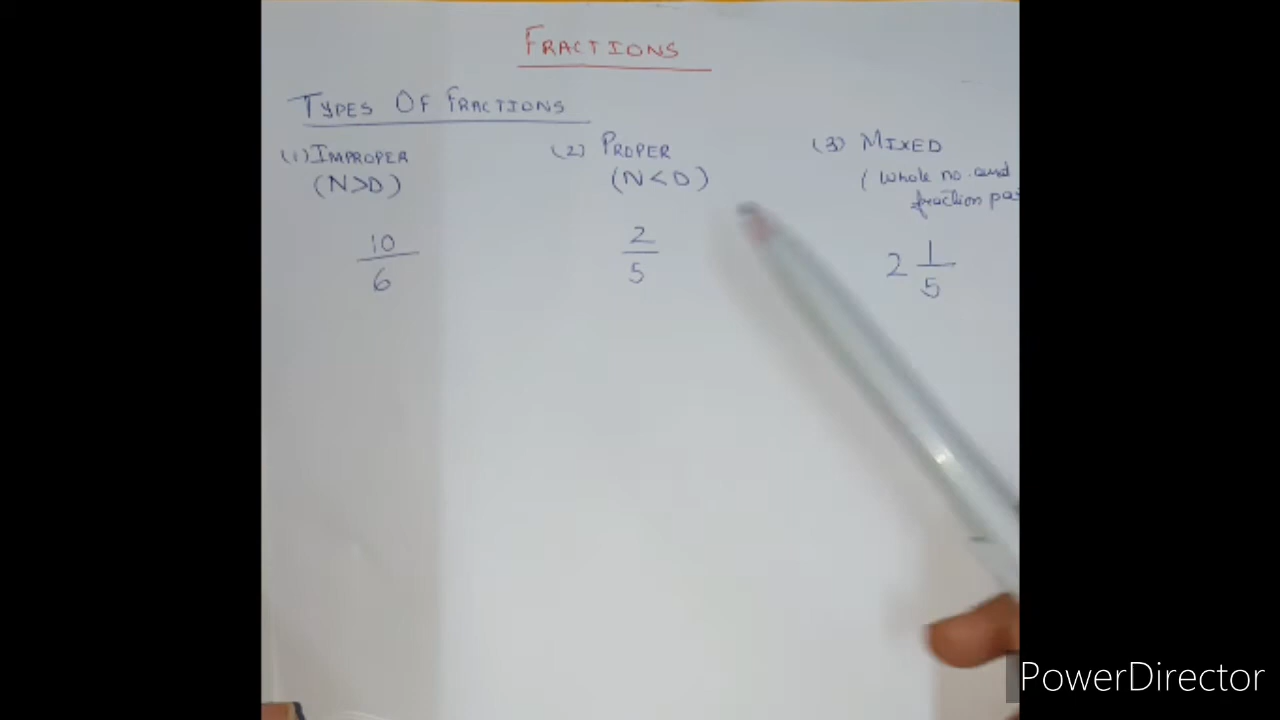 FRACTIONS
TYPES OF FRACTIONS
(1) IMPROPER
(N>D)
10
6
(2) PROPER
(N<D)
2
5
(3) MIXED
( whole no. and
fraction
2 1
5
PowerDirector